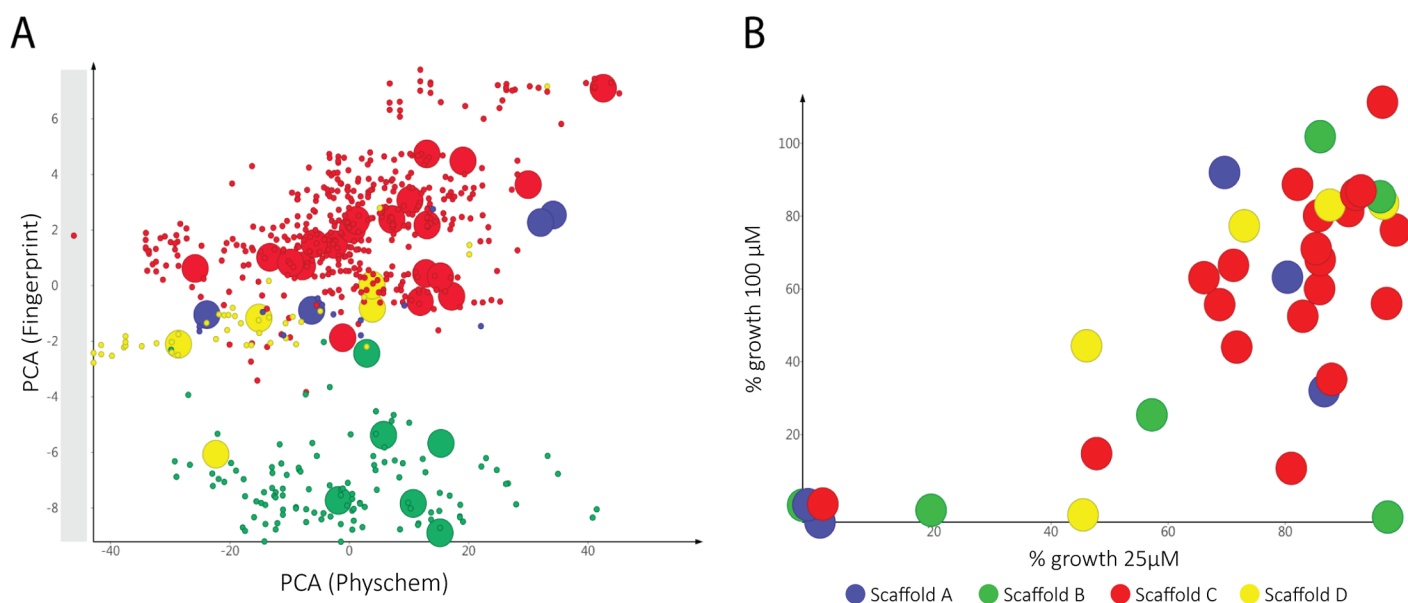 A
B
PCA (Fingerprint)
6
4
2
0
-2
-4
-6
-8
-40
-20
0
20
40
PCA (Physchem)
% growth 100 µM
100
80
60
40
20
20
40
60
80
% growth 25µM
Scaffold A
Scaffold B
Scaffold C
Scaffold D